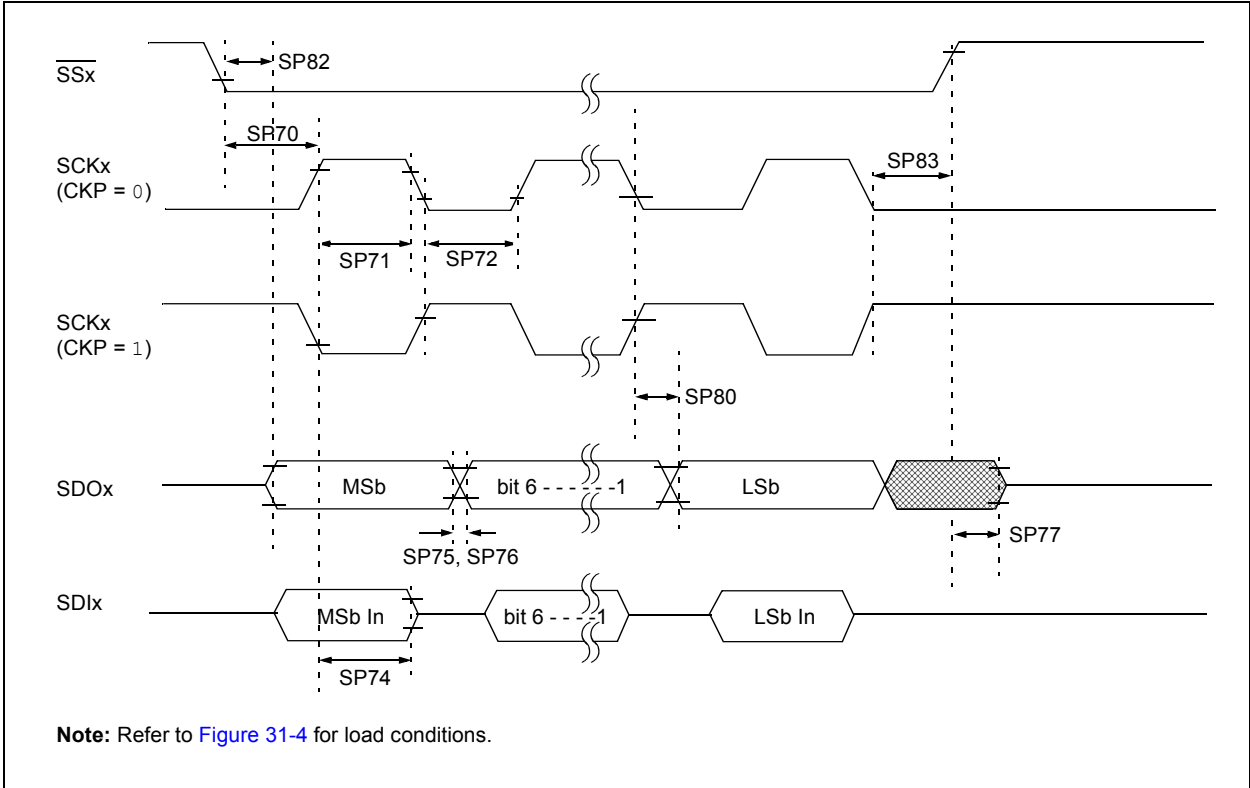 SSx
SP82
SP70
SCKx
(CKP = 0)
SP83
SP71
SP72
SCKx
(CKP = 1)
SP80
SDOx
MSb
bit 6 - - - - - -1
LSb
SP75, SP76
SP77
SDIx
MSb In
bit 6 - - - -1
LSb In
SP74
Note: Refer to Figure 31-4 for load conditions.